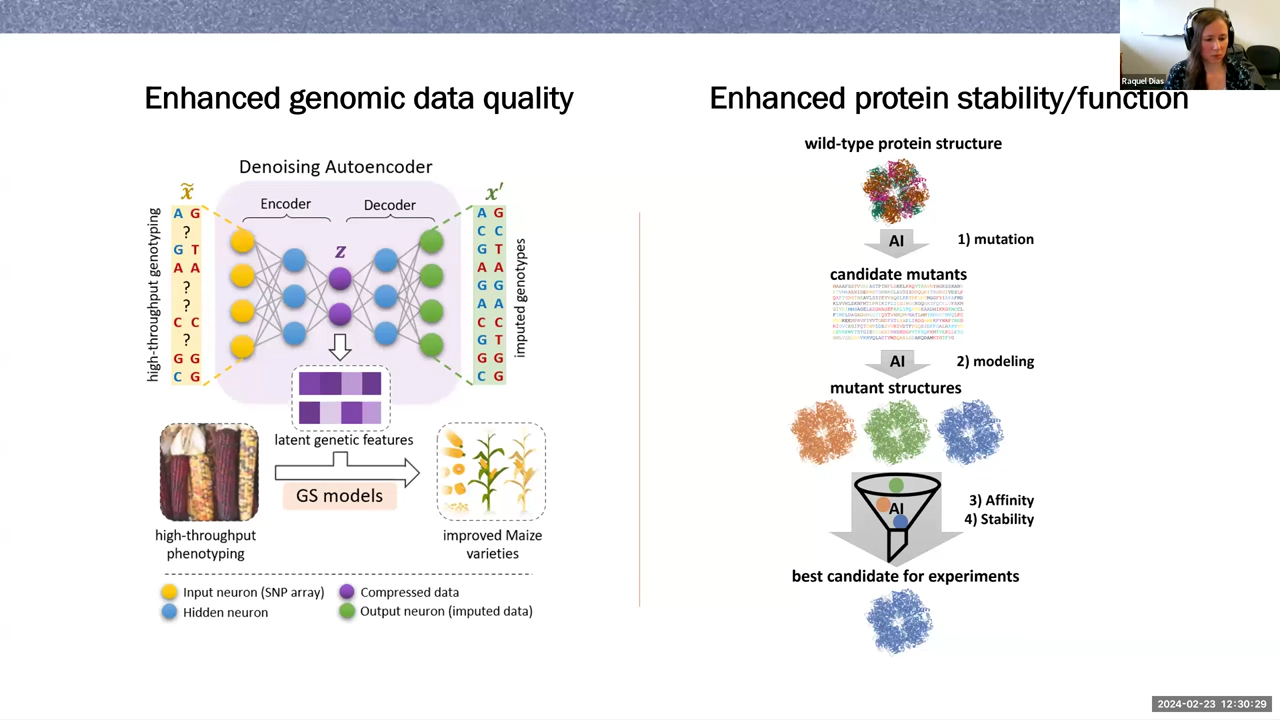 Raquel Dias
Enhanced genomic data quality
Denoising Autoencoder
x̃
Encoder
Decoder
x'
z
high-throughput genotyping
A G
?
G T
A A
?
?
C C
?
G G
C G
A C
C C
G T
A A
G G
A A
C C
G T
G G
C G
imputed genotypes
latent genetic features
GS models
high-throughput
phenotyping
improved Maize
varieties
Input neuron (SNP array)
Compressed data
Hidden neuron
Output neuron (imputed data)
Enhanced protein stability/function
wild-type protein structure
AI
1) mutation
candidate mutants
AI
2) modeling
mutant structures
AI
3) Affinity
4) Stability
best candidate for experiments
2024-02-23 12:30:29